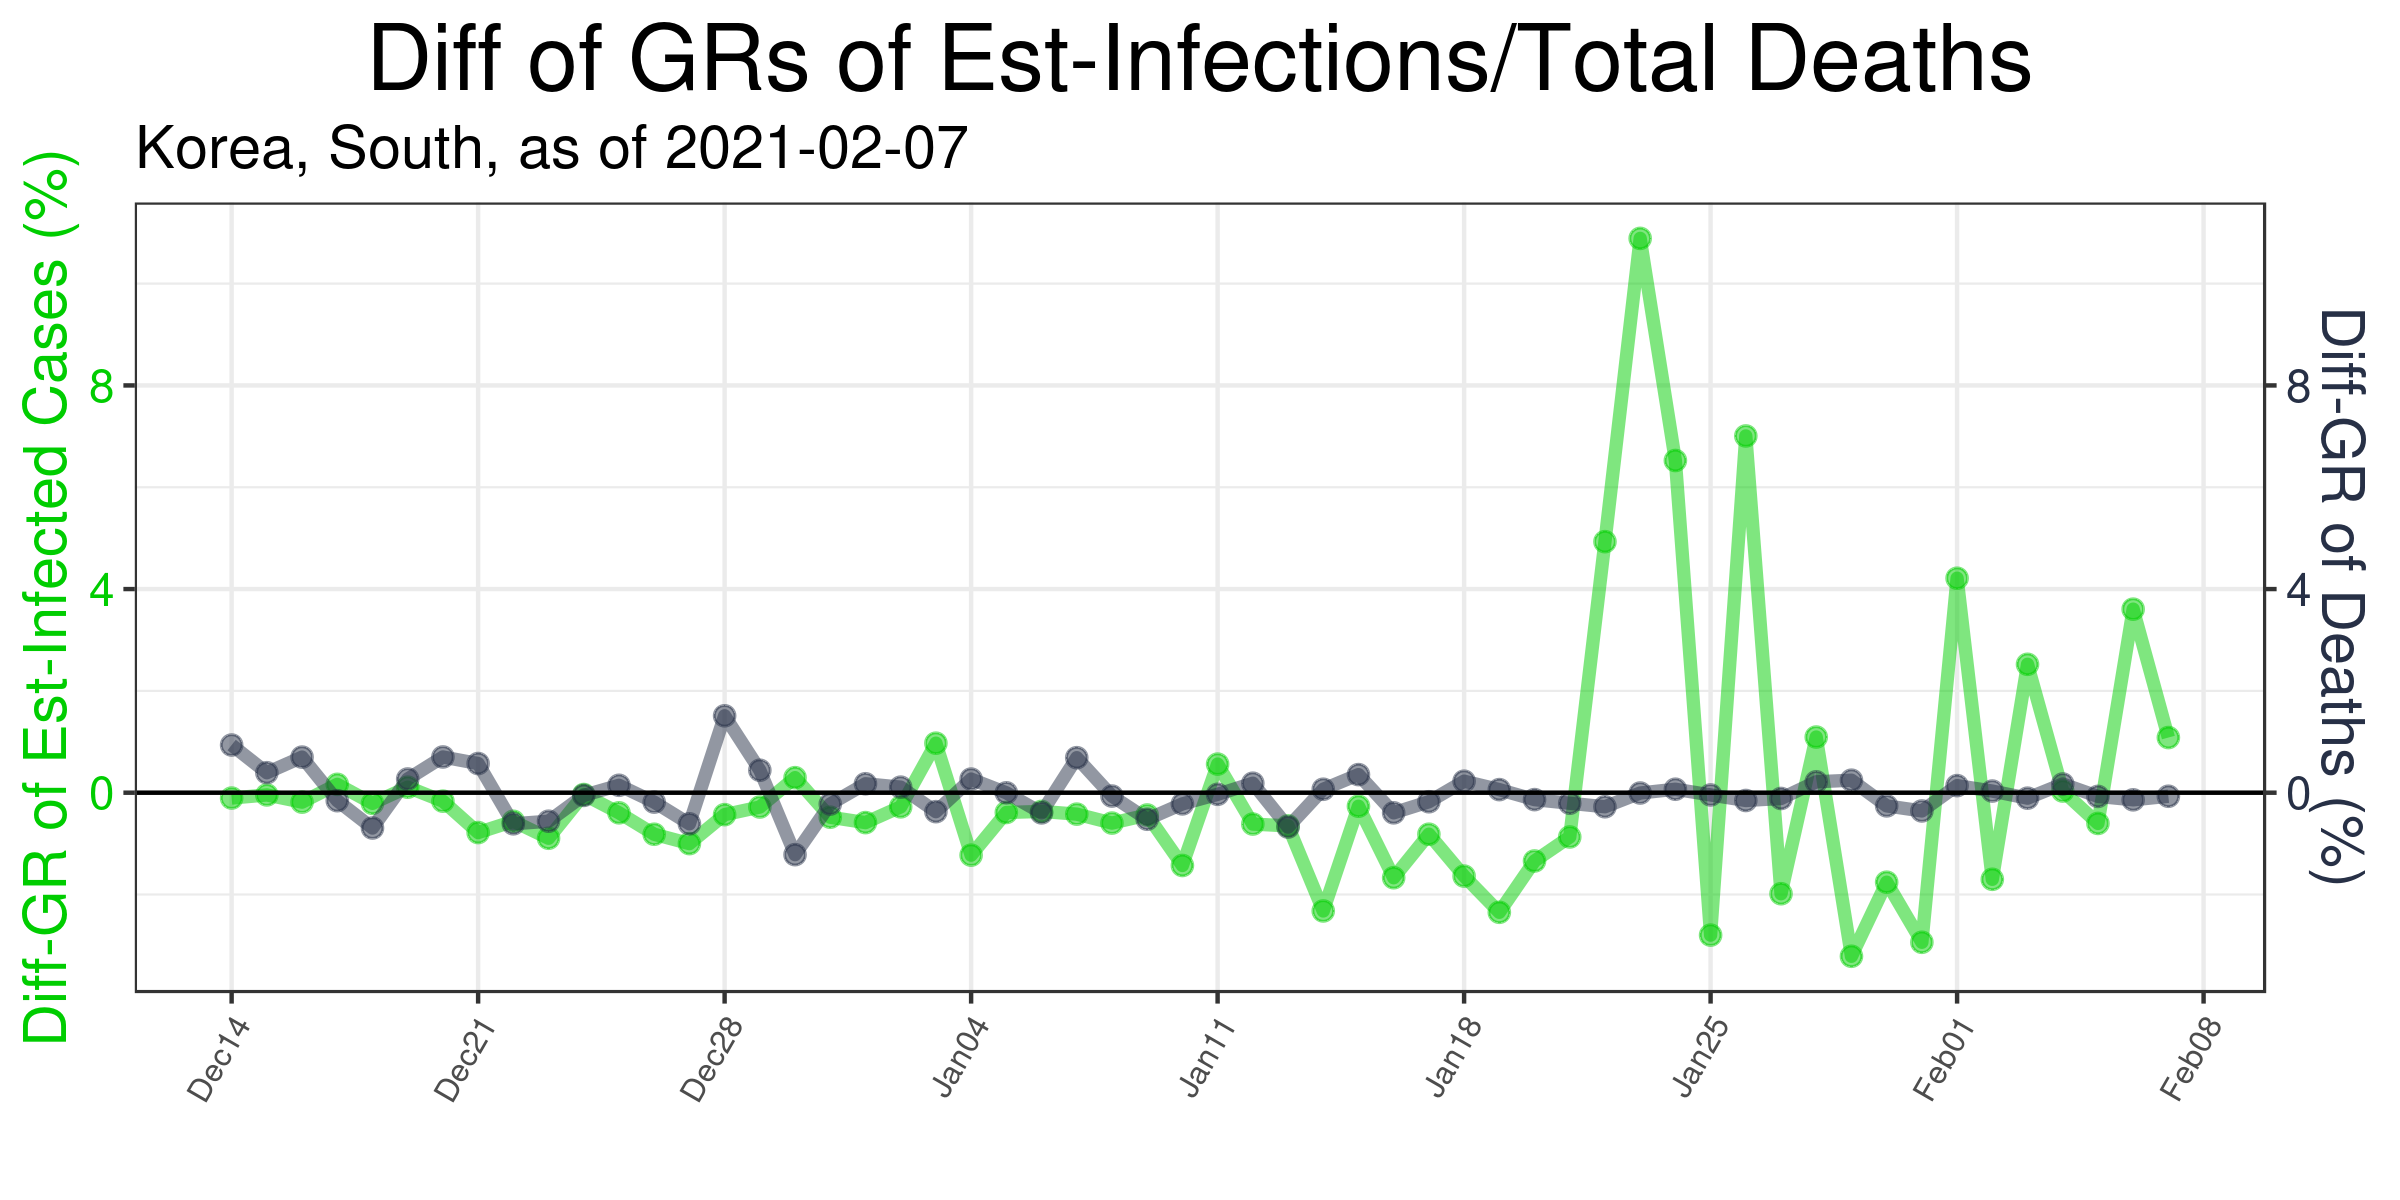 Diff of GRs of Est-Infections/Total Deaths
Korea, South, as of 2021-02-07
Diff-GR of Est-Infected Cases (%)
8
4
0
8
4
0
Diff-GR of Deaths (%)
Dec14
Dec21
Dec28
Jan04
Jan11
Jan18
Jan25
Feb01
Feb08